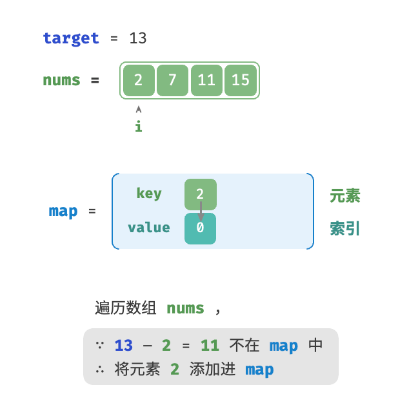 target = 13
nums = 2 7 11 15
i
key 2 元素
map =
value 0 索引
遍历数组 nums ，
∵ 13 − 2 = 11 不在 map 中
∴ 将元素 2 添加进 map